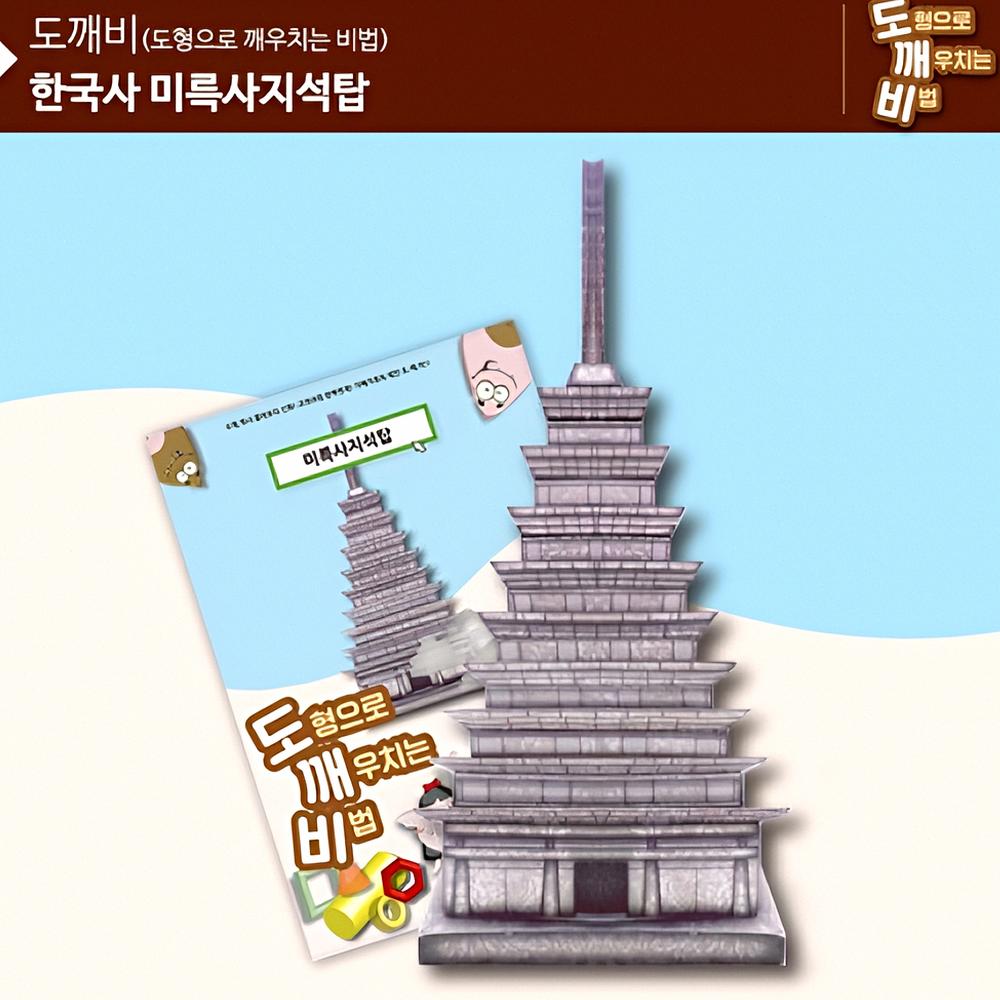 도깨비(도형으로 깨우치는 비법)
한국사 미륵사지석탑
도형으로
깨우치는
비법
미륵사지석탑
도형으로
깨우치는
비법